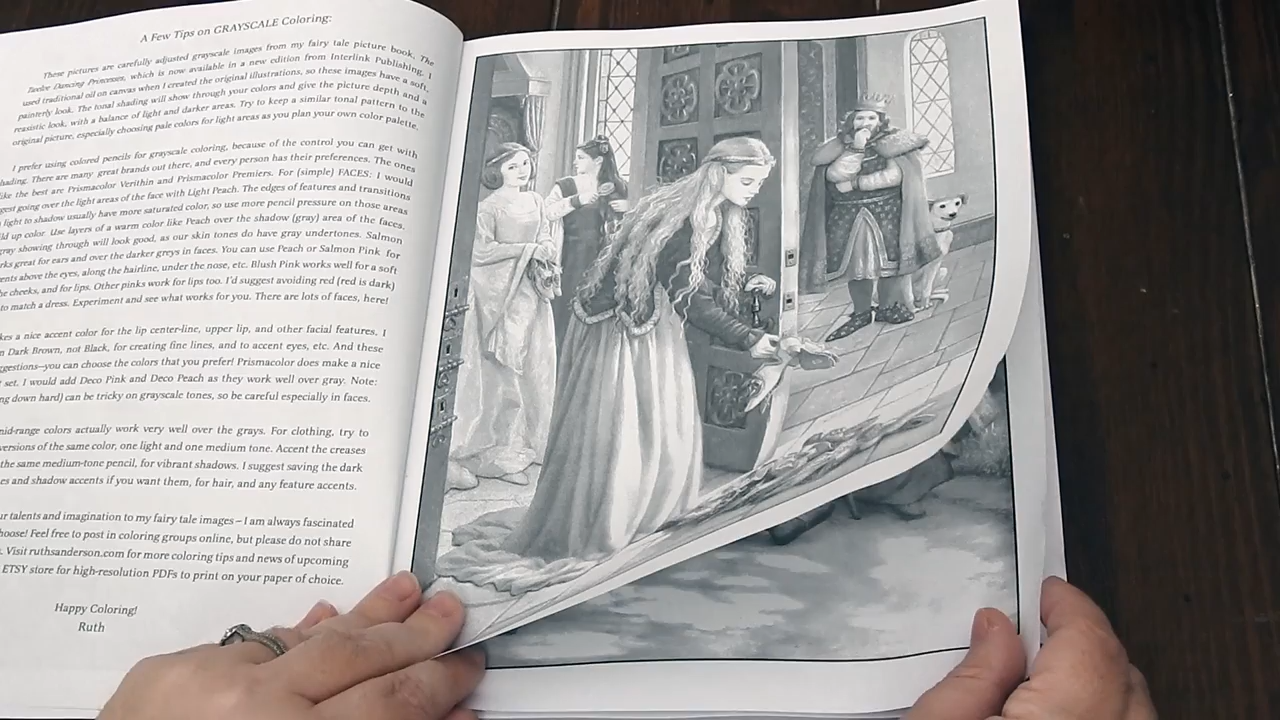 A Few Tips on GRAYSCALE Coloring:
These pictures are carefully adjusted grayscale images from my fairy tale picture book, The
Twelve Dancing Princesses, which is now available in a new edition from Interlink Publishing. I
used traditional oil on canvas when I created the original illustrations, so these images have a soft,
painterly look. The tonal shading will show through your colors and give the picture depth and a
reasistic look, with a balance of light and darker areas. Try to keep a similar tonal pattern to the
original picture, especially choosing pale colors for light areas as you plan your own color palette.
I prefer using colored pencils for grayscale coloring, because of the control you can get with
hading. There are many great brands out there, and every person has their preferences. The ones
like the best are Prismacolor Verithin and Prismacolor Premiers. For (simple) FACES: I would
gest going over the light areas of the face with Light Peach. The edges of features and transitions
light to shadow usually have more saturated color, so use more pencil pressure on those areas
ld up color. Use layers of a warm color like Peach over the shadow (gray) area of the faces.
gray showing through will look good, as our skin tones do have gray undertones. Salmon
rks great for ears and over the darker greys in faces. You can use Peach or Salmon Pink for
ents above the eyes, along the hairline, under the nose, etc. Blush Pink works well for a soft
he cheeks, and for lips. Other pinks work for lips too. I'd suggest avoiding red (red is dark)
to match a dress. Experiment and see what works for you. There are lots of faces, here!
kes a nice accent color for the lip center-line, upper lip, and other facial features. I
n Dark Brown, not Black, for creating fine lines, and to accent eyes, etc. And these
ggestions—you can choose the colors that you prefer! Prismacolor does make a nice
set. I would add Deco Pink and Deco Peach as they work well over gray. Note:
ng down hard) can be tricky on grayscale tones, so be careful especially in faces.
nid-range colors actually work very well over the grays. For clothing, try to
versions of the same color, one light and one medium tone. Accent the creases
the same medium-tone pencil, for vibrant shadows. I suggest saving the dark
es and shadow accents if you want them, for hair, and any feature accents.
ur talents and imagination to my fairy tale images – I am always fascinated
hoose! Feel free to post in coloring groups online, but please do not share
. Visit ruthsanderson.com for more coloring tips and news of upcoming
ETSY store for high-resolution PDFs to print on your paper of choice.
Happy Coloring!
Ruth